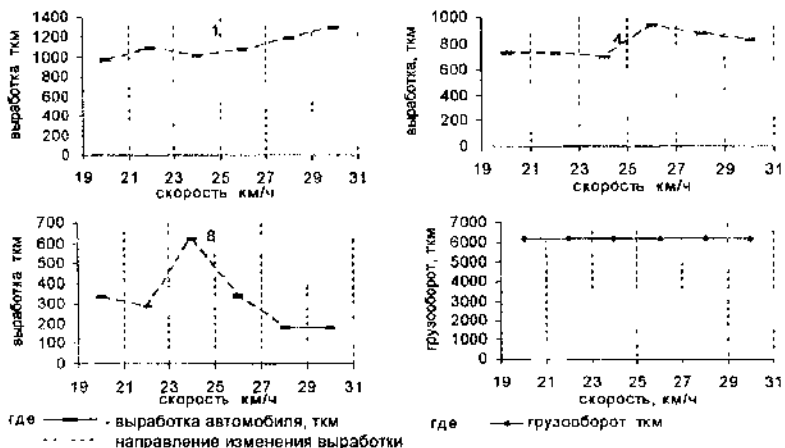 выработка ткм
1400
1200
1000
800
600
400
200
0
1
19 21 23 25 27 29 31
скорость км/ч
выработка, ткм
1000
800
600
400
200
0
4
19 21 23 25 27 29 31
скорость км/ч
выработка ткм
700
600
500
400
300
200
100
0
8
19 21 23 25 27 29 31
скорость км/ч
грузооборот, ткм
7000
6000
5000
4000
3000
2000
1000
0
19 21 23 25 27 29 31
скорость, км/ч
где - выработка автомобиля, ткм
направление изменения выработки
где грузооборот ткм